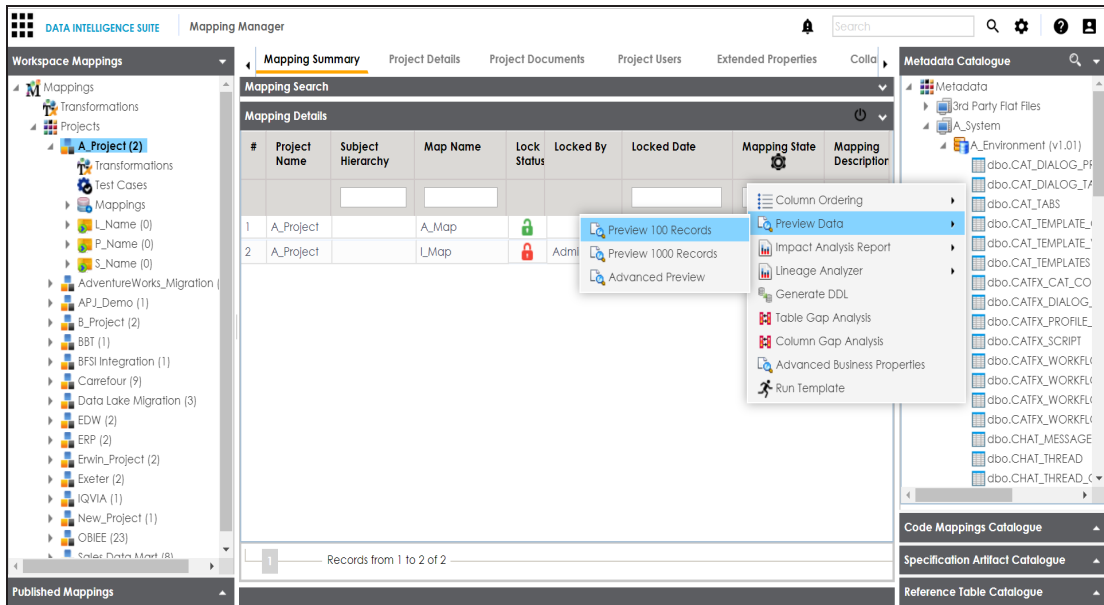 DATA INTELLIGENCE SUITE
Mapping Manager
Search
Workspace Mappings
Mappings
Transformations
Projects
A_Project (2)
Transformations
Test Cases
Mappings
L_Name (0)
P_Name (0)
S_Name (0)
AdventureWorks_Migration (
APJ_Demo (1)
B_Project (2)
BBT (1)
BFSI Integration (1)
Carrefour (9)
Data Lake Migration (3)
EDW (2)
ERP (2)
Erwin_Project (2)
Exeter (2)
IQVIA (1)
New_Project (1)
OBIEE (23)
Sales Data Mart (8)
Published Mappings
Mapping Summary
Project Details
Project Documents
Project Users
Extended Properties
Colla
Mapping Search
Mapping Details
# Project Name Subject Hierarchy Map Name Lock Status Locked By Locked Date Mapping State Mapping Description
1 A_Project A_Map
2 A_Project I_Map Admi
Column Ordering
Preview Data
Impact Analysis Report
Lineage Analyzer
Generate DDL
Table Gap Analysis
Column Gap Analysis
Advanced Business Properties
Run Template
Preview 100 Records
Preview 1000 Records
Advanced Preview
1 Records from 1 to 2 of 2
Metadata Catalogue
Metadata
3rd Party Flat Files
A_System
A_Environment (v1.01)
dbo.CAT_DIALOG_PR
dbo.CAT_DIALOG_TA
dbo.CAT_TABS
dbo.CAT_TEMPLATE_
dbo.CAT_TEMPLATE_
dbo.CAT_TEMPLATES
dbo.CATFX_CAT_CO
dbo.CATFX_DIALOG_
dbo.CATFX_PROFILE_
dbo.CATFX_SCRIPT
dbo.CATFX_WORKFL
dbo.CATFX_WORKFL
dbo.CATFX_WORKFL
dbo.CATFX_WORKFL
dbo.CHAT_MESSAGE
dbo.CHAT_THREAD
dbo.CHAT_THREAD_
Code Mappings Catalogue
Specification Artifact Catalogue
Reference Table Catalogue